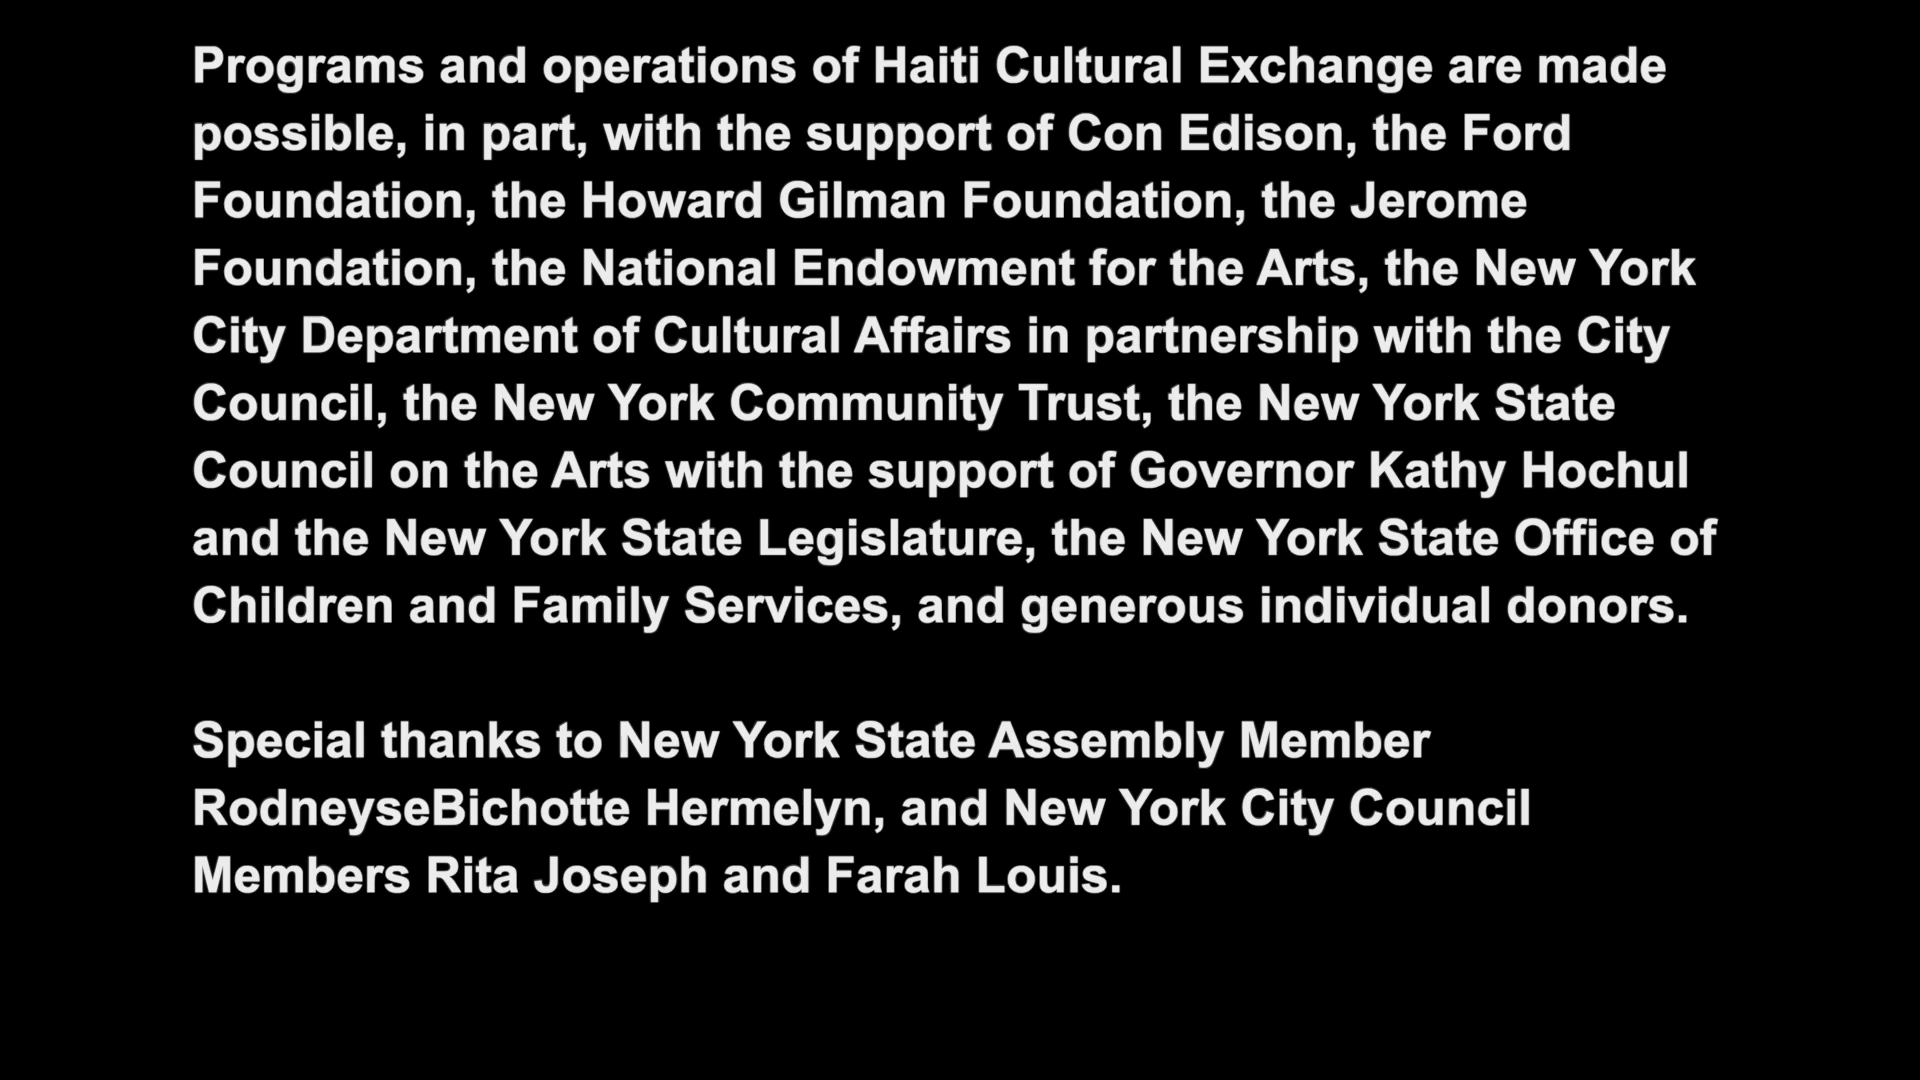 Programs and operations of Haiti Cultural Exchange are made
possible, in part, with the support of Con Edison, the Ford
Foundation, the Howard Gilman Foundation, the Jerome
Foundation, the National Endowment for the Arts, the New York
City Department of Cultural Affairs in partnership with the City
Council, the New York Community Trust, the New York State
Council on the Arts with the support of Governor Kathy Hochul
and the New York State Legislature, the New York State Office of
Children and Family Services, and generous individual donors.
Special thanks to New York State Assembly Member
RodneyseBichotte Hermelyn, and New York City Council
Members Rita Joseph and Farah Louis.